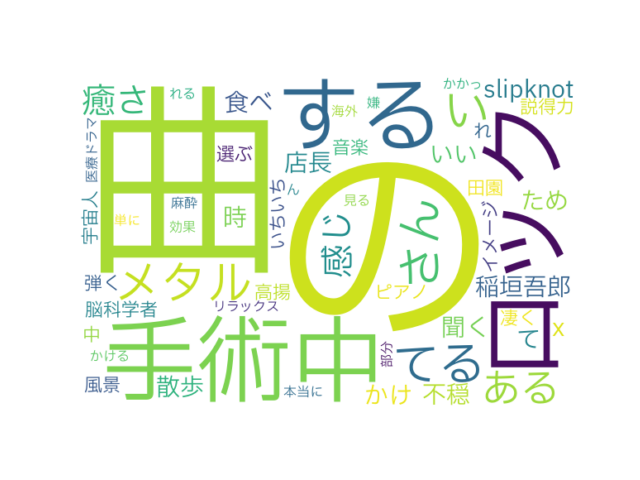 癒さ
れる
食べ
する
かかっ
嫌
海外
slipknot
説得力
医療ドラマ
曲
選ぶ
店長
音楽
い
いい
れ
ック
宇宙人
麻酔
単に
効果
時
いちいち
ん
見る
の
感じ
さん
田園
ため
イメージ
弾く
メタル
高揚
ピアノ
稲垣吾郎
ロ
脳科学者
リラックス
手術中
中
かける
聞く
凄く
て
x
風景
散歩
本当に
部分
てる
かけ
不穏
ある